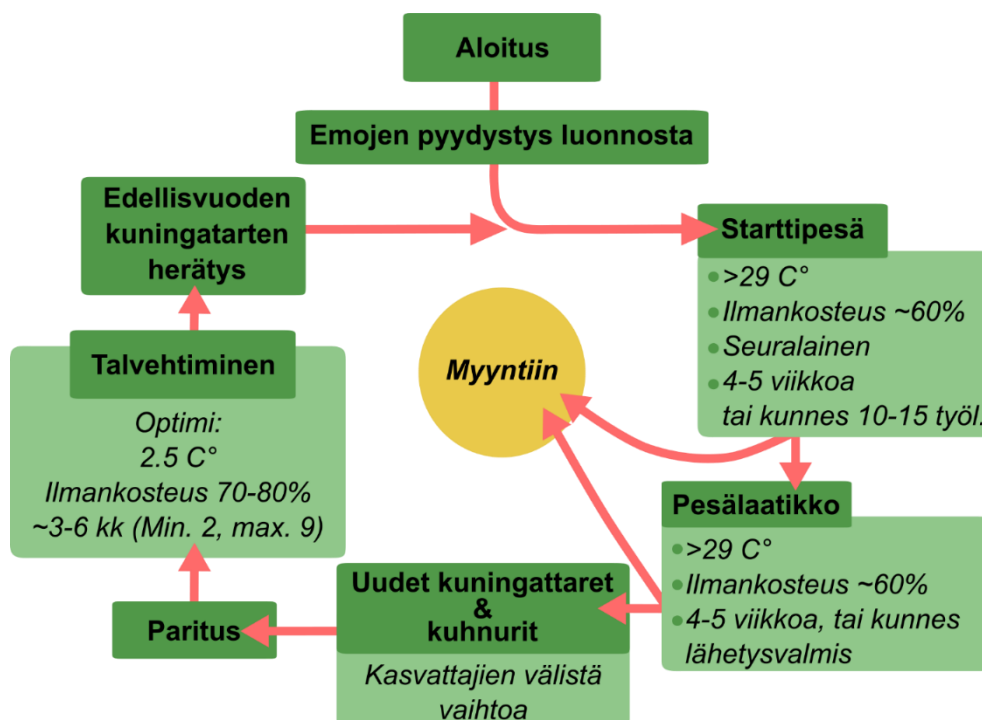 Aloitus
Emojen pyydystys luonnosta
Edellisvuoden
kuningatarten
herätys
Starttipesä
>29 C°
Ilmankosteus ~60%
Seuralainen
4-5 viikkoa
tai kunnes 10-15 työl.
Myyntiin
Talvehtiminen
Optimi:
2.5 C°
Ilmankosteus 70-80%
~3-6 kk (Min. 2, max. 9)
Pesälaatikko
>29 C°
Ilmankosteus ~60%
4-5 viikkoa, tai kunnes
lähetysvalmis
Uudet kuningattaret
&
kuhnurit
Kasvattajien välistä
vaihtoa
Paritus